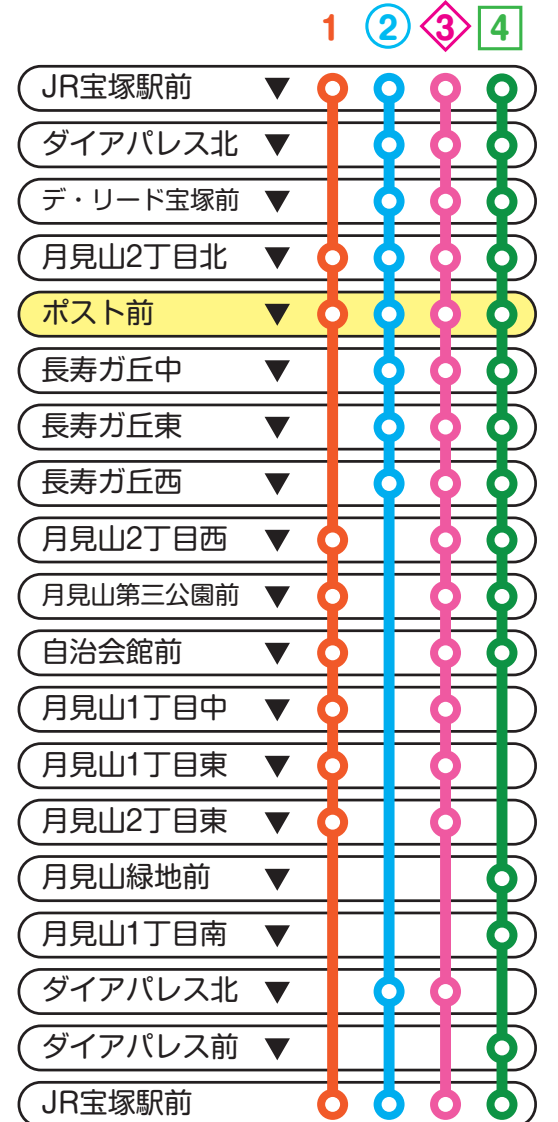 1 2 3 4
JR宝塚駅前 ▼
ダイアパレス北 ▼
デ・リード宝塚前 ▼
月見山2丁目北 ▼
ポスト前 ▼
長寿ガ丘中 ▼
長寿ガ丘東 ▼
長寿ガ丘西 ▼
月見山2丁目西 ▼
月見山第三公園前 ▼
自治会館前 ▼
月見山1丁目中 ▼
月見山1丁目東 ▼
月見山2丁目東 ▼
月見山緑地前 ▼
月見山1丁目南 ▼
ダイアパレス北 ▼
ダイアパレス前 ▼
JR宝塚駅前